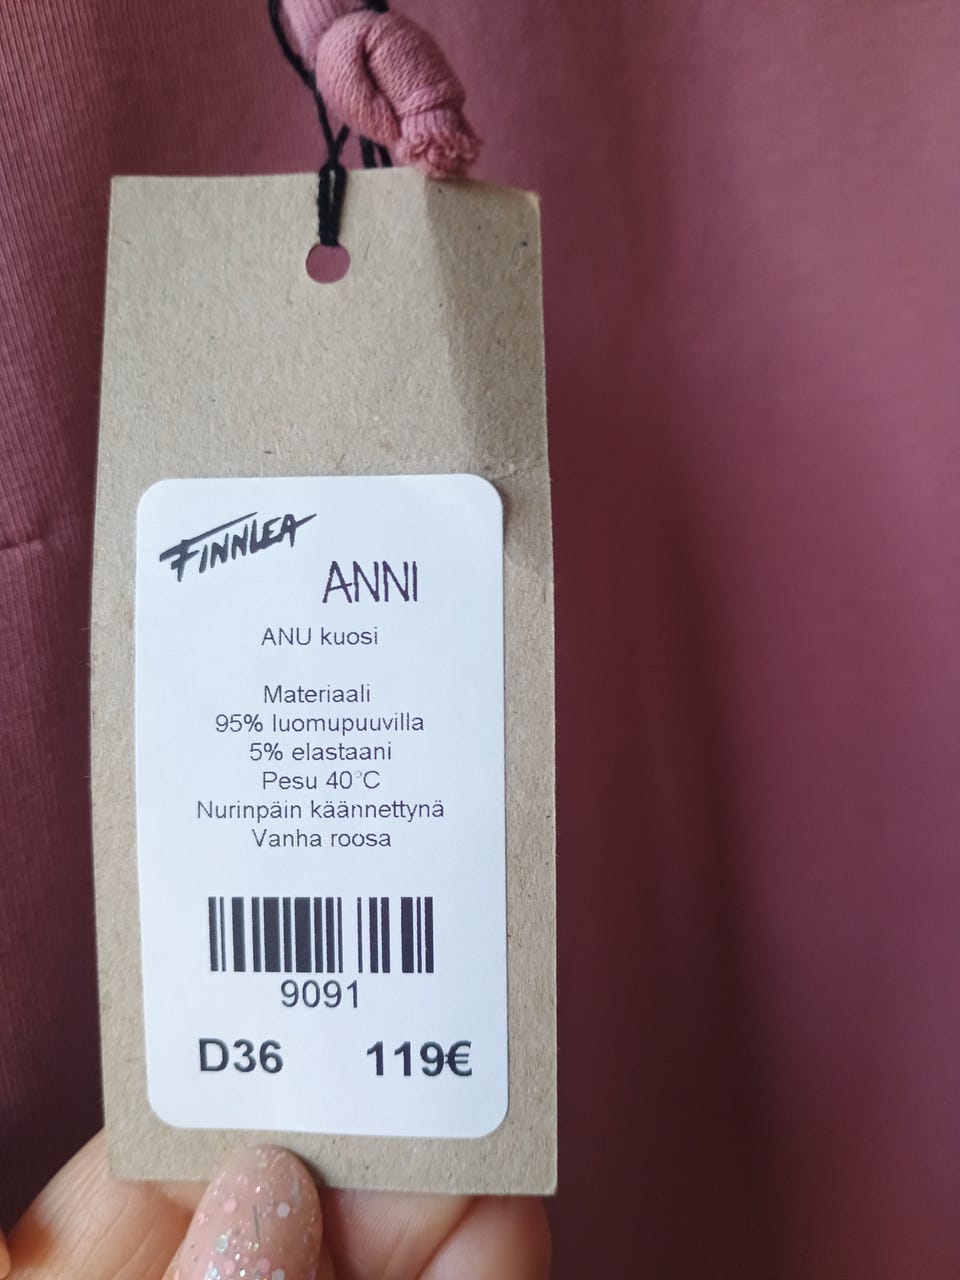 FINNLEA
ANNI
ANU kuosi
Materiaali
95% luomupuuvilla
5% elastaani
Pesu 40°C
Nurinpäin käännettynä
Vanha roosa
9091
D36 119€